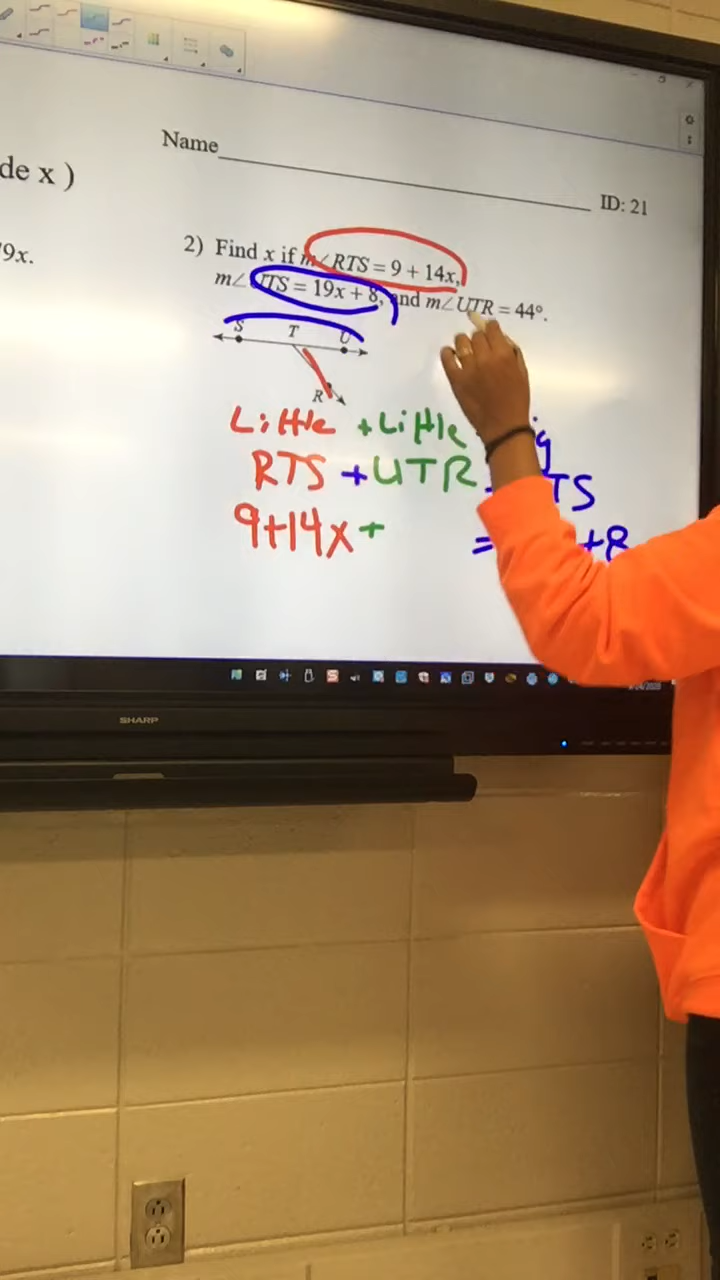 Name
de x )
ID: 21
9x.
2) Find x if m∠RTS = 9 + 14x,
m∠UTS = 19x + 8, and m∠UTR = 44°.
S T U
R
Little + Little
RTS + UTR = TS
9+14x + = +8
SHARP